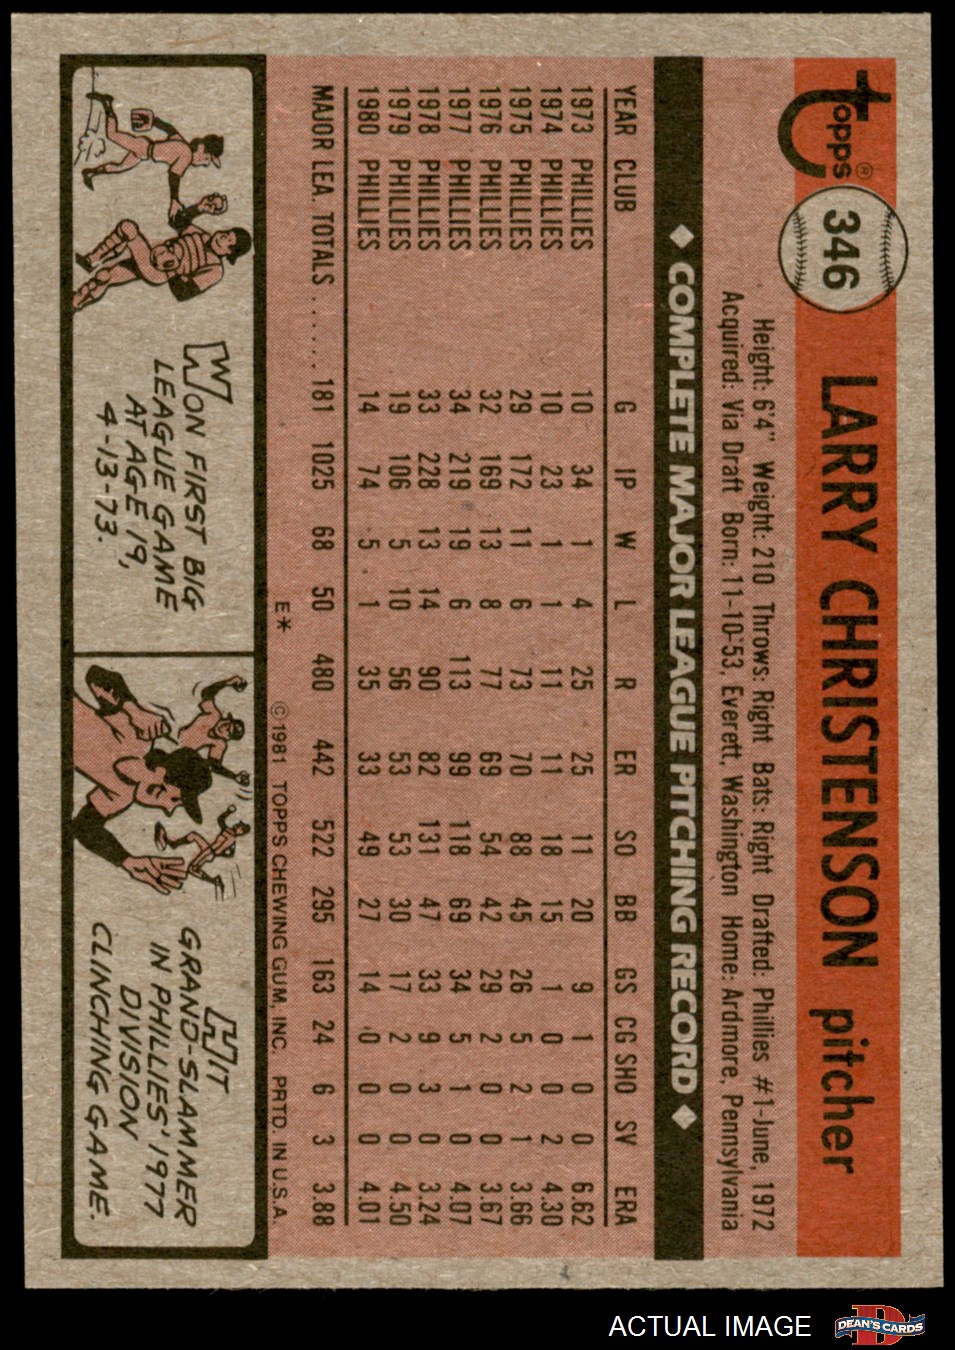 Topps®
346 LARRY CHRISTENSON pitcher
Height: 6'4" Weight: 210 Throws: Right Bats: Right Drafted: Phillies #1-June, 1972
Acquired: Via Draft Born: 11-10-53, Everett, Washington Home: Ardmore, Pennsylvania
◆ COMPLETE MAJOR LEAGUE PITCHING RECORD ◆
YEAR CLUB G IP W L R ER SO BB GS CG SHO SV ERA
1973 PHILLIES 10 34 1 4 25 25 11 20 9 1 0 0 6.62
1974 PHILLIES 10 23 1 1 11 11 18 15 1 0 0 2 4.30
1975 PHILLIES 29 172 11 6 73 70 88 45 26 5 2 1 3.66
1976 PHILLIES 32 169 13 8 77 69 54 42 29 2 0 0 3.67
1977 PHILLIES 34 219 19 6 113 99 118 69 34 5 1 0 4.07
1978 PHILLIES 33 228 13 14 90 82 131 47 33 9 3 0 3.24
1979 PHILLIES 19 106 5 10 56 53 53 30 17 2 0 0 4.50
1980 PHILLIES 14 74 5 1 35 33 49 27 14 0 0 0 4.01
MAJOR LEA. TOTALS ...... 181 1025 68 50 480 442 522 295 163 24 6 3 3.88
E* ©1981 TOPPS CHEWING GUM, INC. PRTD. IN U.S.A.
WON FIRST BIG
LEAGUE GAME
AT AGE 19,
4-13-73.
HIT
GRAND-SLAMMER
IN PHILLIES' 1977
DIVISION
CLINCHING GAME.
ACTUAL IMAGE
DEAN'S CARDS